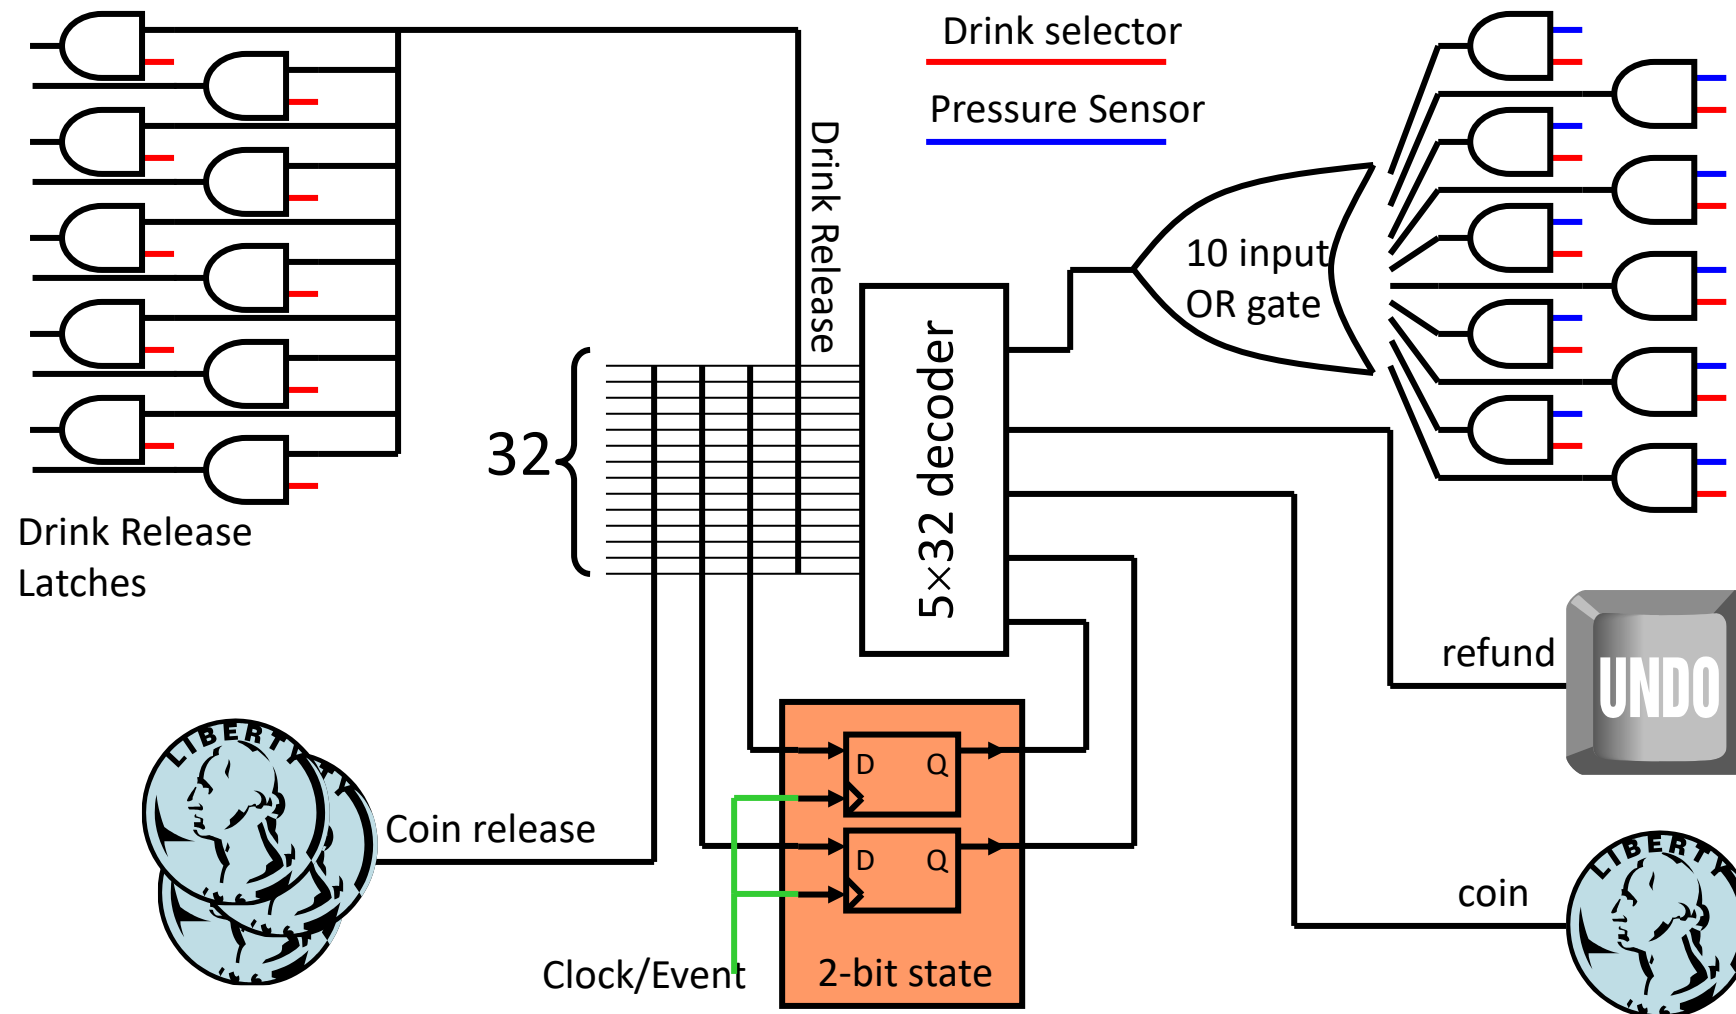 Drink selector
Pressure Sensor
Drink Release
10 input
OR gate
5×32 decoder
32
Drink Release
Latches
refund
UNDO
LIBERTY
Coin release
D Q
D Q
Clock/Event
2-bit state
coin
LIBERTY